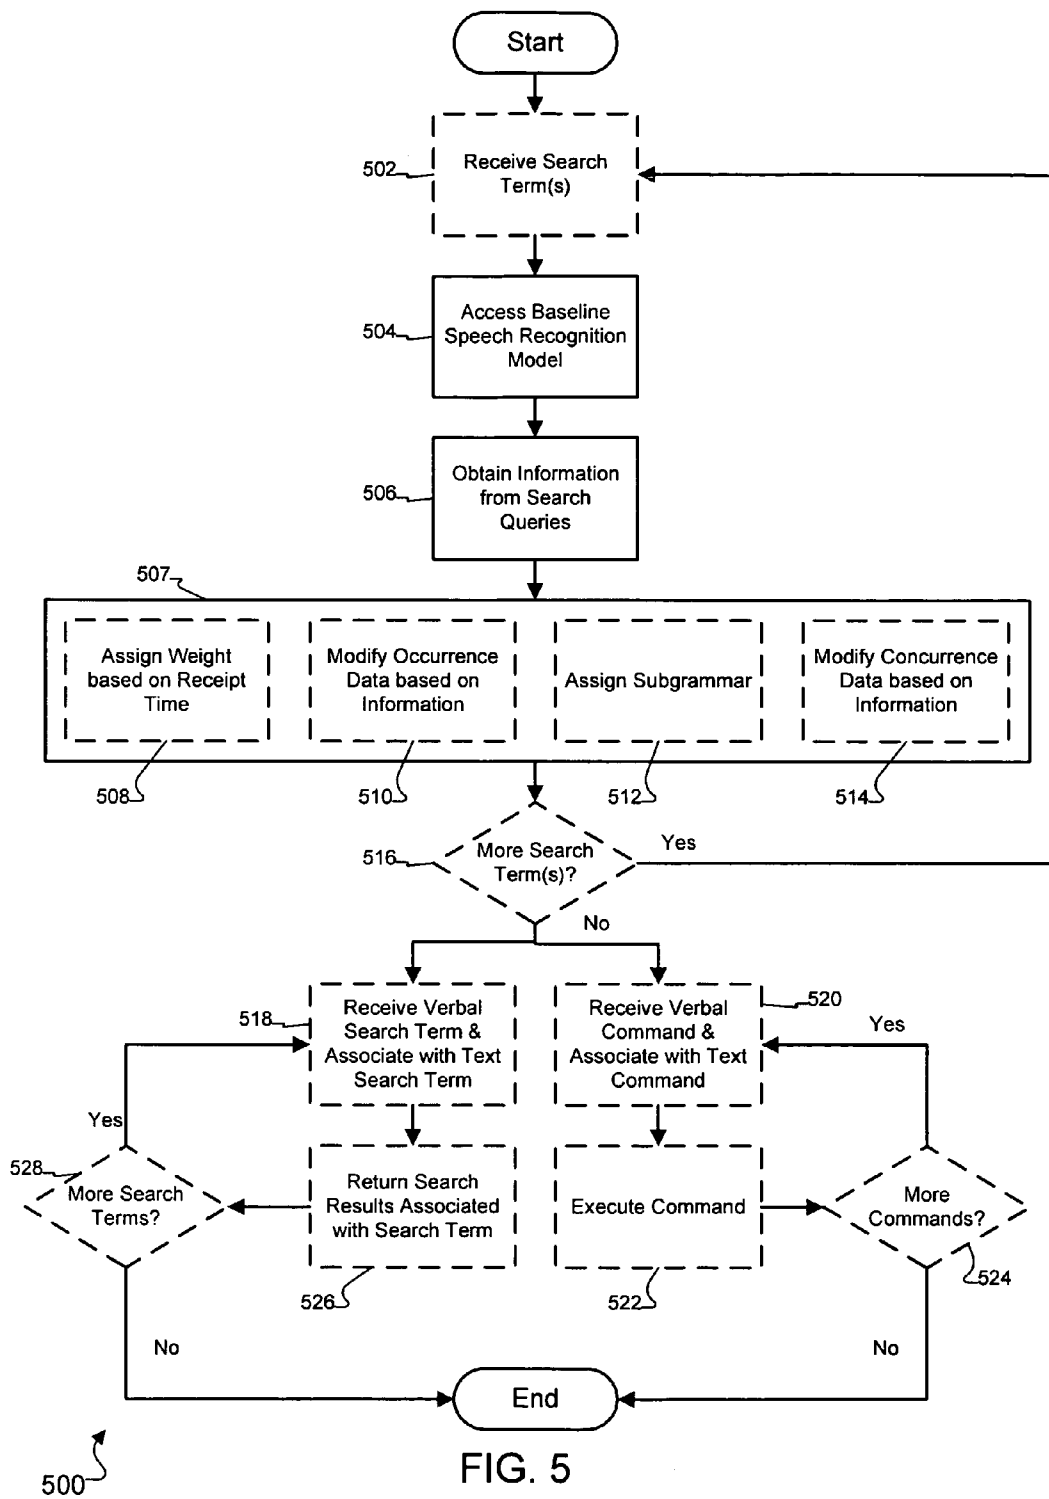 Start
502
Receive Search
Term(s)
504
Access Baseline
Speech Recognition
Model
506
Obtain Information
from Search
Queries
507
Assign Weight
based on Receipt
Time
Modify Occurrence
Data based on
Information
Assign Subgrammar
Modify Concurrence
Data based on
Information
508
510
512
514
516
More Search
Term(s)?
Yes
No
518
Receive Verbal
Search Term &
Associate with Text
Search Term
Receive Verbal
Command &
Associate with Text
Command
520
Yes
Yes
528
More Search
Terms?
Return Search
Results Associated
with Search Term
Execute Command
More
Commands?
526
522
524
No
No
End
500
FIG. 5